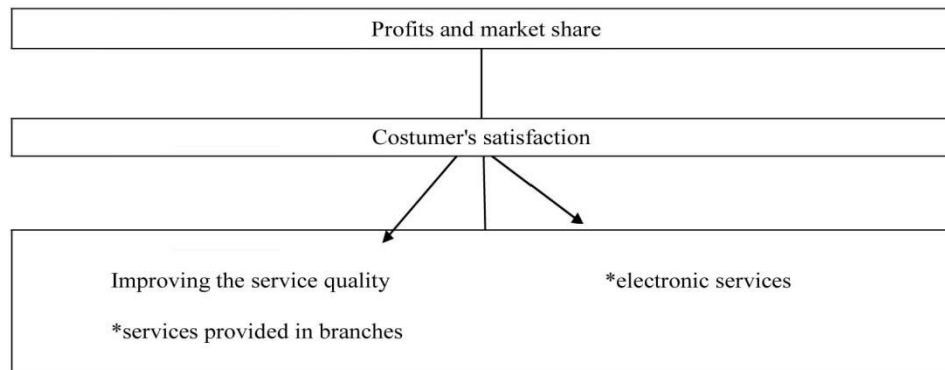 Profits and market share
Costumer's satisfaction
Improving the service quality
*electronic services
*services provided in branches